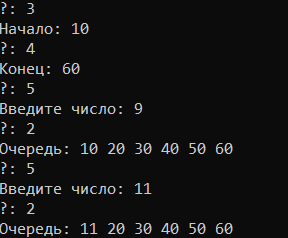 ?: 3
Начало: 10
?: 4
Конец: 60
?: 5
Введите число: 9
?: 2
Очередь: 10 20 30 40 50 60
?: 5
Введите число: 11
?: 2
Очередь: 11 20 30 40 50 60